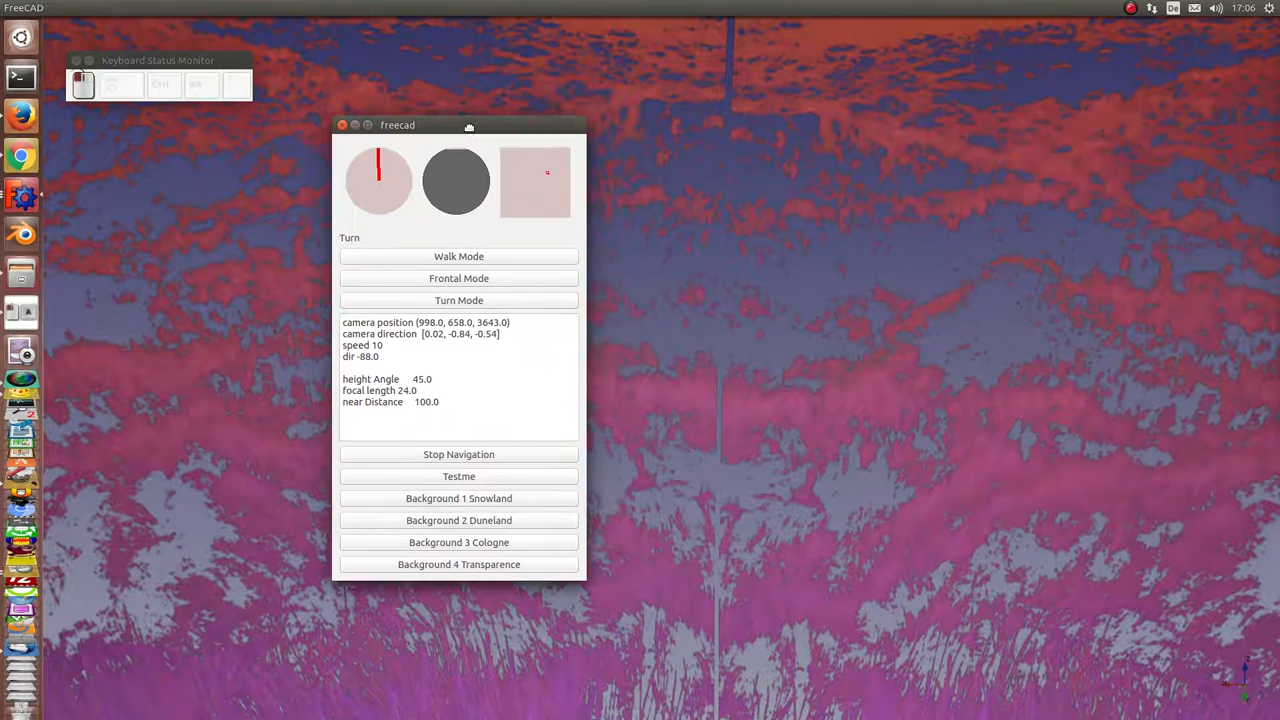 FreeCAD
De
17:06
Keyboard Status Monitor
Ctrl
Alt
freecad
Turn
Walk Mode
Frontal Mode
Turn Mode
camera position (998.0, 658.0, 3643.0)
camera direction [0.02, -0.84, -0.54]
speed 10
dir -88.0
height Angle 45.0
focal length 24.0
near Distance 100.0
Stop Navigation
Testme
Background 1 Snowland
Background 2 Duneland
Background 3 Cologne
Background 4 Transparence